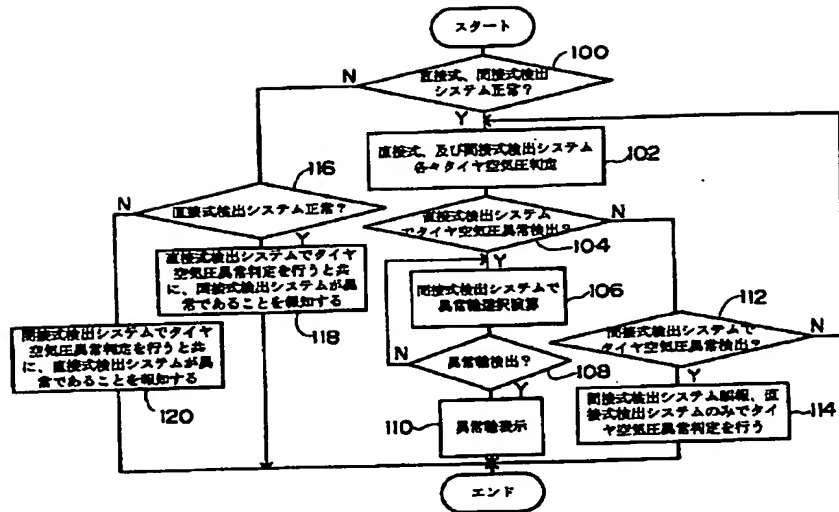 スタート
100
直接式、間接式検出
システム正常?
N
Y
直接式、及び間接式検出システム
各々タイヤ空気圧判定
102
116
直接式検出システム正常?
N
Y
直接式検出システム
でタイヤ空気圧異常検出?
N
104
Y
直接式検出システムでタイヤ
空気圧異常判定を行うと共
に、間接式検出システムが異
常であることを報知する
118
間接式検出システムで
異常輪選択演算
106
112
間接式検出システムで
タイヤ空気圧異常検出?
N
Y
間接式検出システムでタイヤ
空気圧異常判定を行うと共
に、直接式検出システムが異
常であることを報知する
120
異常輪検出?
N
108
Y
110
異常輪表示
間接式検出システム誤報、直
接式検出システムのみでタイ
ヤ空気圧異常判定を行う
114
エンド